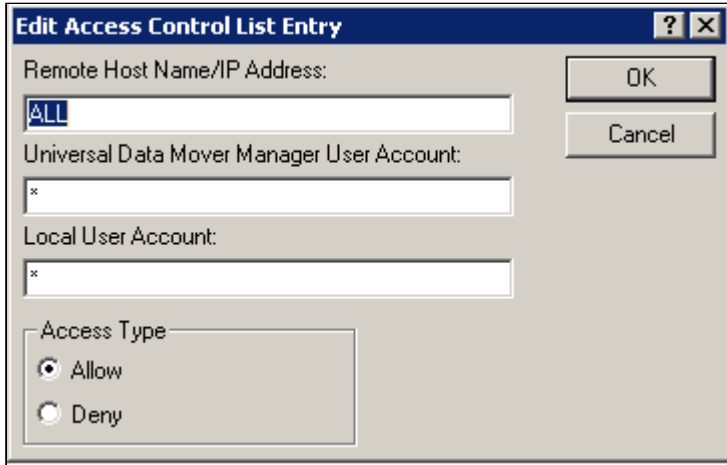 Edit Access Control List Entry
Remote Host Name/IP Address:
OK
ALL
Cancel
Universal Data Mover Manager User Account:
*
Local User Account:
*
Access Type
Allow
Deny